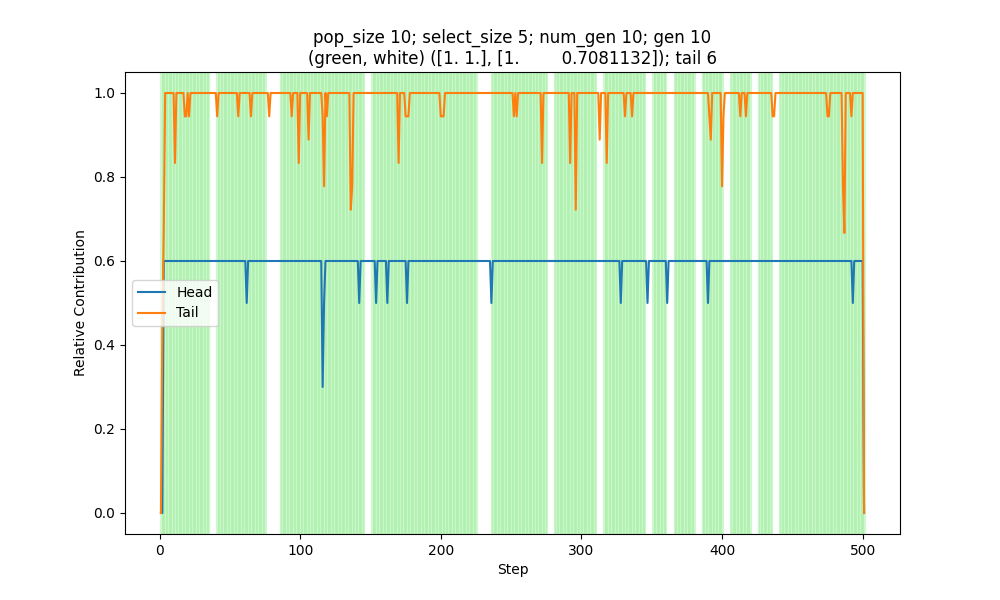 pop_size 10; select_size 5; num_gen 10; gen 10
(green, white) ([1. 1.], [1.        0.7081132]); tail 6
1.0
0.8
0.6
0.4
0.2
0.0
Relative Contribution
Head
Tail
0 100 200 300 400 500
Step